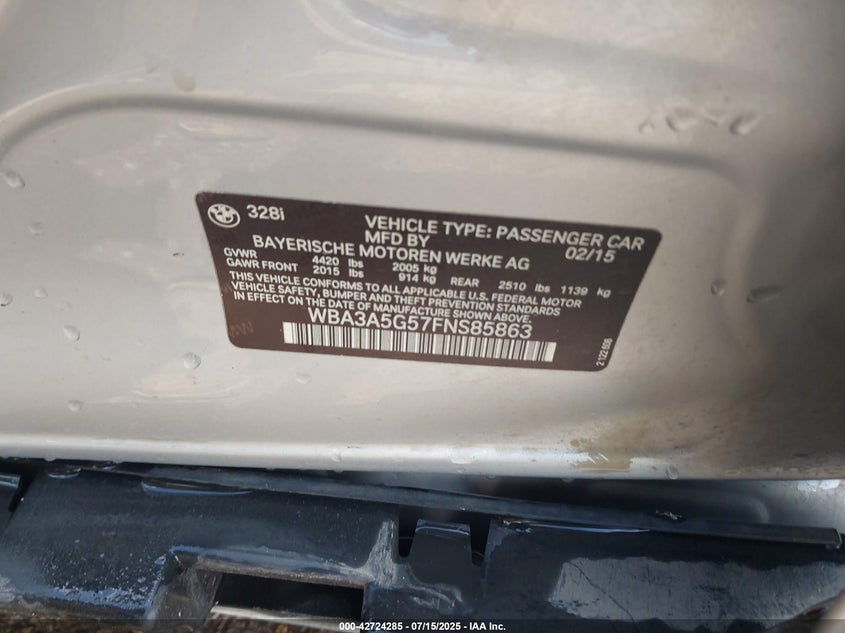 328i
VEHICLE TYPE: PASSENGER CAR
MFD BY 02/15
BAYERISCHE MOTOREN WERKE AG
GVWR 4420 lbs 2005 kg
GAWR FRONT 2015 lbs 914 kg REAR 2510 lbs 1139 kg
THIS VEHICLE CONFORMS TO ALL APPLICABLE U.S. FEDERAL MOTOR
VEHICLE SAFETY, BUMPER AND THEFT PREVENTION STANDARDS
IN EFFECT ON THE DATE OF MANUFACTURE SHOWN ABOVE.
WBA3A5G57FNS85863
2 122 606
000-42724285 - 07/15/2025 - IAA Inc.